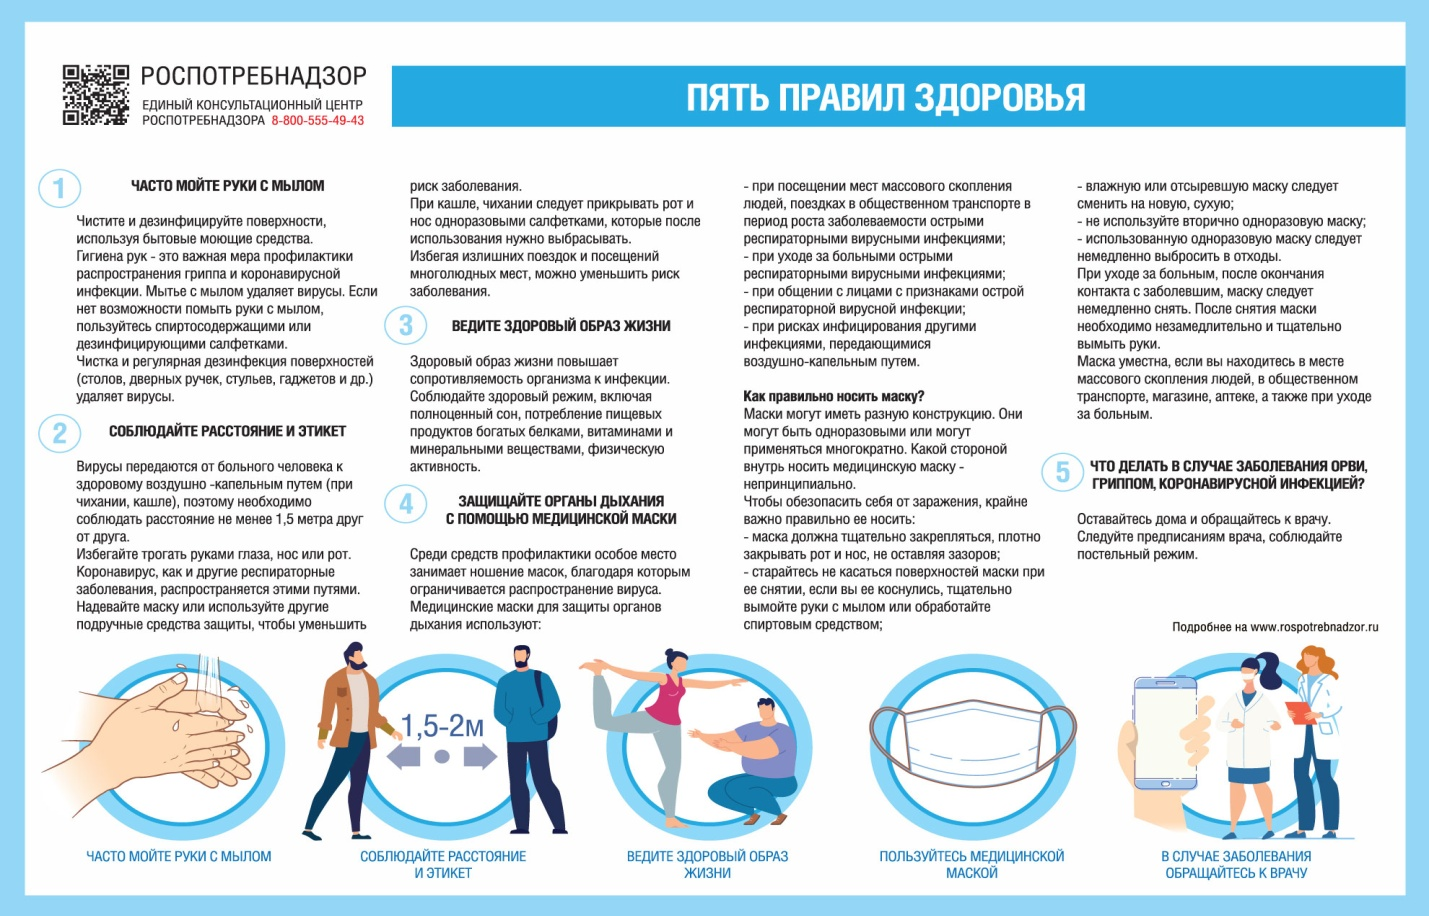 РОСПОТРЕБНАДЗОР
ЕДИНЫЙ КОНСУЛЬТАЦИОННЫЙ ЦЕНТР
РОСПОТРЕБНАДЗОРА 8-800-555-49-43
ПЯТЬ ПРАВИЛ ЗДОРОВЬЯ
1
ЧАСТО МОЙТЕ РУКИ С МЫЛОМ
Чистите и дезинфицируйте поверхности,
используя бытовые моющие средства.
Гигиена рук - это важная мера профилактики
распространения гриппа и коронавирусной
инфекции. Мытье с мылом удаляет вирусы. Если
нет возможности помыть руки с мылом,
пользуйтесь спиртосодержащими или
дезинфицирующими салфетками.
Чистка и регулярная дезинфекция поверхностей
(столов, дверных ручек, стульев, гаджетов и др.)
удаляет вирусы.
2
СОБЛЮДАЙТЕ РАССТОЯНИЕ И ЭТИКЕТ
Вирусы передаются от больного человека к
здоровому воздушно -капельным путем (при
чихании, кашле), поэтому необходимо
соблюдать расстояние не менее 1,5 метра друг
от друга.
Избегайте трогать руками глаза, нос или рот.
Коронавирус, как и другие респираторные
заболевания, распространяется этими путями.
Надевайте маску или используйте другие
подручные средства защиты, чтобы уменьшить
риск заболевания.
При кашле, чихании следует прикрывать рот и
нос одноразовыми салфетками, которые после
использования нужно выбрасывать.
Избегая излишних поездок и посещений
многолюдных мест, можно уменьшить риск
заболевания.
3
ВЕДИТЕ ЗДОРОВЫЙ ОБРАЗ ЖИЗНИ
Здоровый образ жизни повышает
сопротивляемость организма к инфекции.
Соблюдайте здоровый режим, включая
полноценный сон, потребление пищевых
продуктов богатых белками, витаминами и
минеральными веществами, физическую
активность.
4
ЗАЩИЩАЙТЕ ОРГАНЫ ДЫХАНИЯ
С ПОМОЩЬЮ МЕДИЦИНСКОЙ МАСКИ
Среди средств профилактики особое место
занимает ношение масок, благодаря которым
ограничивается распространение вируса.
Медицинские маски для защиты органов
дыхания используют:
- при посещении мест массового скопления
людей, поездках в общественном транспорте в
период роста заболеваемости острыми
респираторными вирусными инфекциями;
- при уходе за больными острыми
респираторными вирусными инфекциями;
- при общении с лицами с признаками острой
респираторной вирусной инфекции;
- при рисках инфицирования другими
инфекциями, передающимися
воздушно-капельным путем.
Как правильно носить маску?
Маски могут иметь разную конструкцию. Они
могут быть одноразовыми или могут
применяться многократно. Какой стороной
внутрь носить медицинскую маску -
непринципиально.
Чтобы обезопасить себя от заражения, крайне
важно правильно ее носить:
- маска должна тщательно закрепляться, плотно
закрывать рот и нос, не оставляя зазоров;
- старайтесь не касаться поверхностей маски при
ее снятии, если вы ее коснулись, тщательно
вымойте руки с мылом или обработайте
спиртовым средством;
- влажную или отсыревшую маску следует
сменить на новую, сухую;
- не используйте вторично одноразовую маску;
- использованную одноразовую маску следует
немедленно выбросить в отходы.
При уходе за больным, после окончания
контакта с заболевшим, маску следует
немедленно снять. После снятия маски
необходимо незамедлительно и тщательно
вымыть руки.
Маска уместна, если вы находитесь в месте
массового скопления людей, в общественном
транспорте, магазине, аптеке, а также при уходе
за больным.
5
ЧТО ДЕЛАТЬ В СЛУЧАЕ ЗАБОЛЕВАНИЯ ОРВИ,
ГРИППОМ, КОРОНАВИРУСНОЙ ИНФЕКЦИЕЙ?
Оставайтесь дома и обращайтесь к врачу.
Следуйте предписаниям врача, соблюдайте
постельный режим.
Подробнее на www.rospotrebnadzor.ru
1,5-2м
ЧАСТО МОЙТЕ РУКИ С МЫЛОМ
СОБЛЮДАЙТЕ РАССТОЯНИЕ
И ЭТИКЕТ
ВЕДИТЕ ЗДОРОВЫЙ ОБРАЗ
ЖИЗНИ
ПОЛЬЗУЙТЕСЬ МЕДИЦИНСКОЙ
МАСКОЙ
В СЛУЧАЕ ЗАБОЛЕВАНИЯ
ОБРАЩАЙТЕСЬ К ВРАЧУ